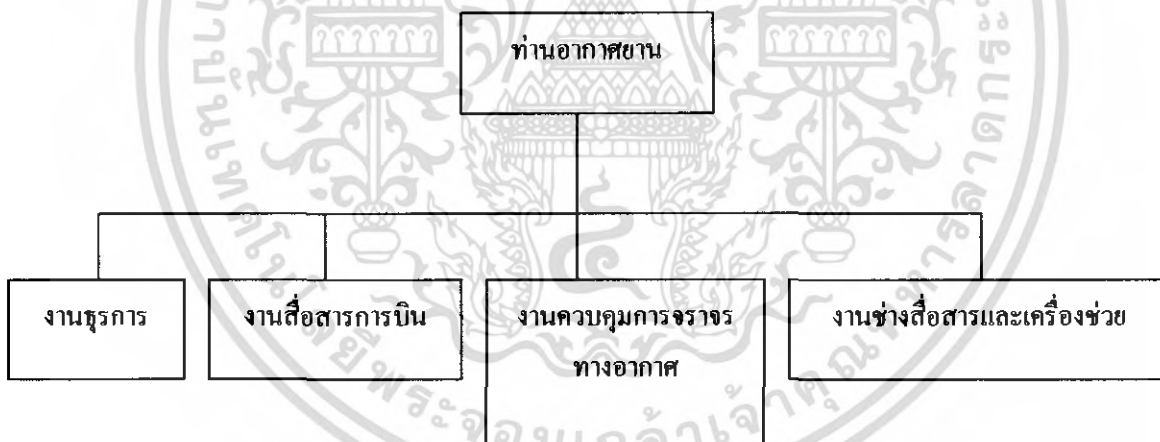 ท่านอากาศยาน
งานธุรการ
งานสื่อสารการบิน
งานควบคุมการจราจร
ทางอากาศ
งานช่างสื่อสารและเครื่องช่วย